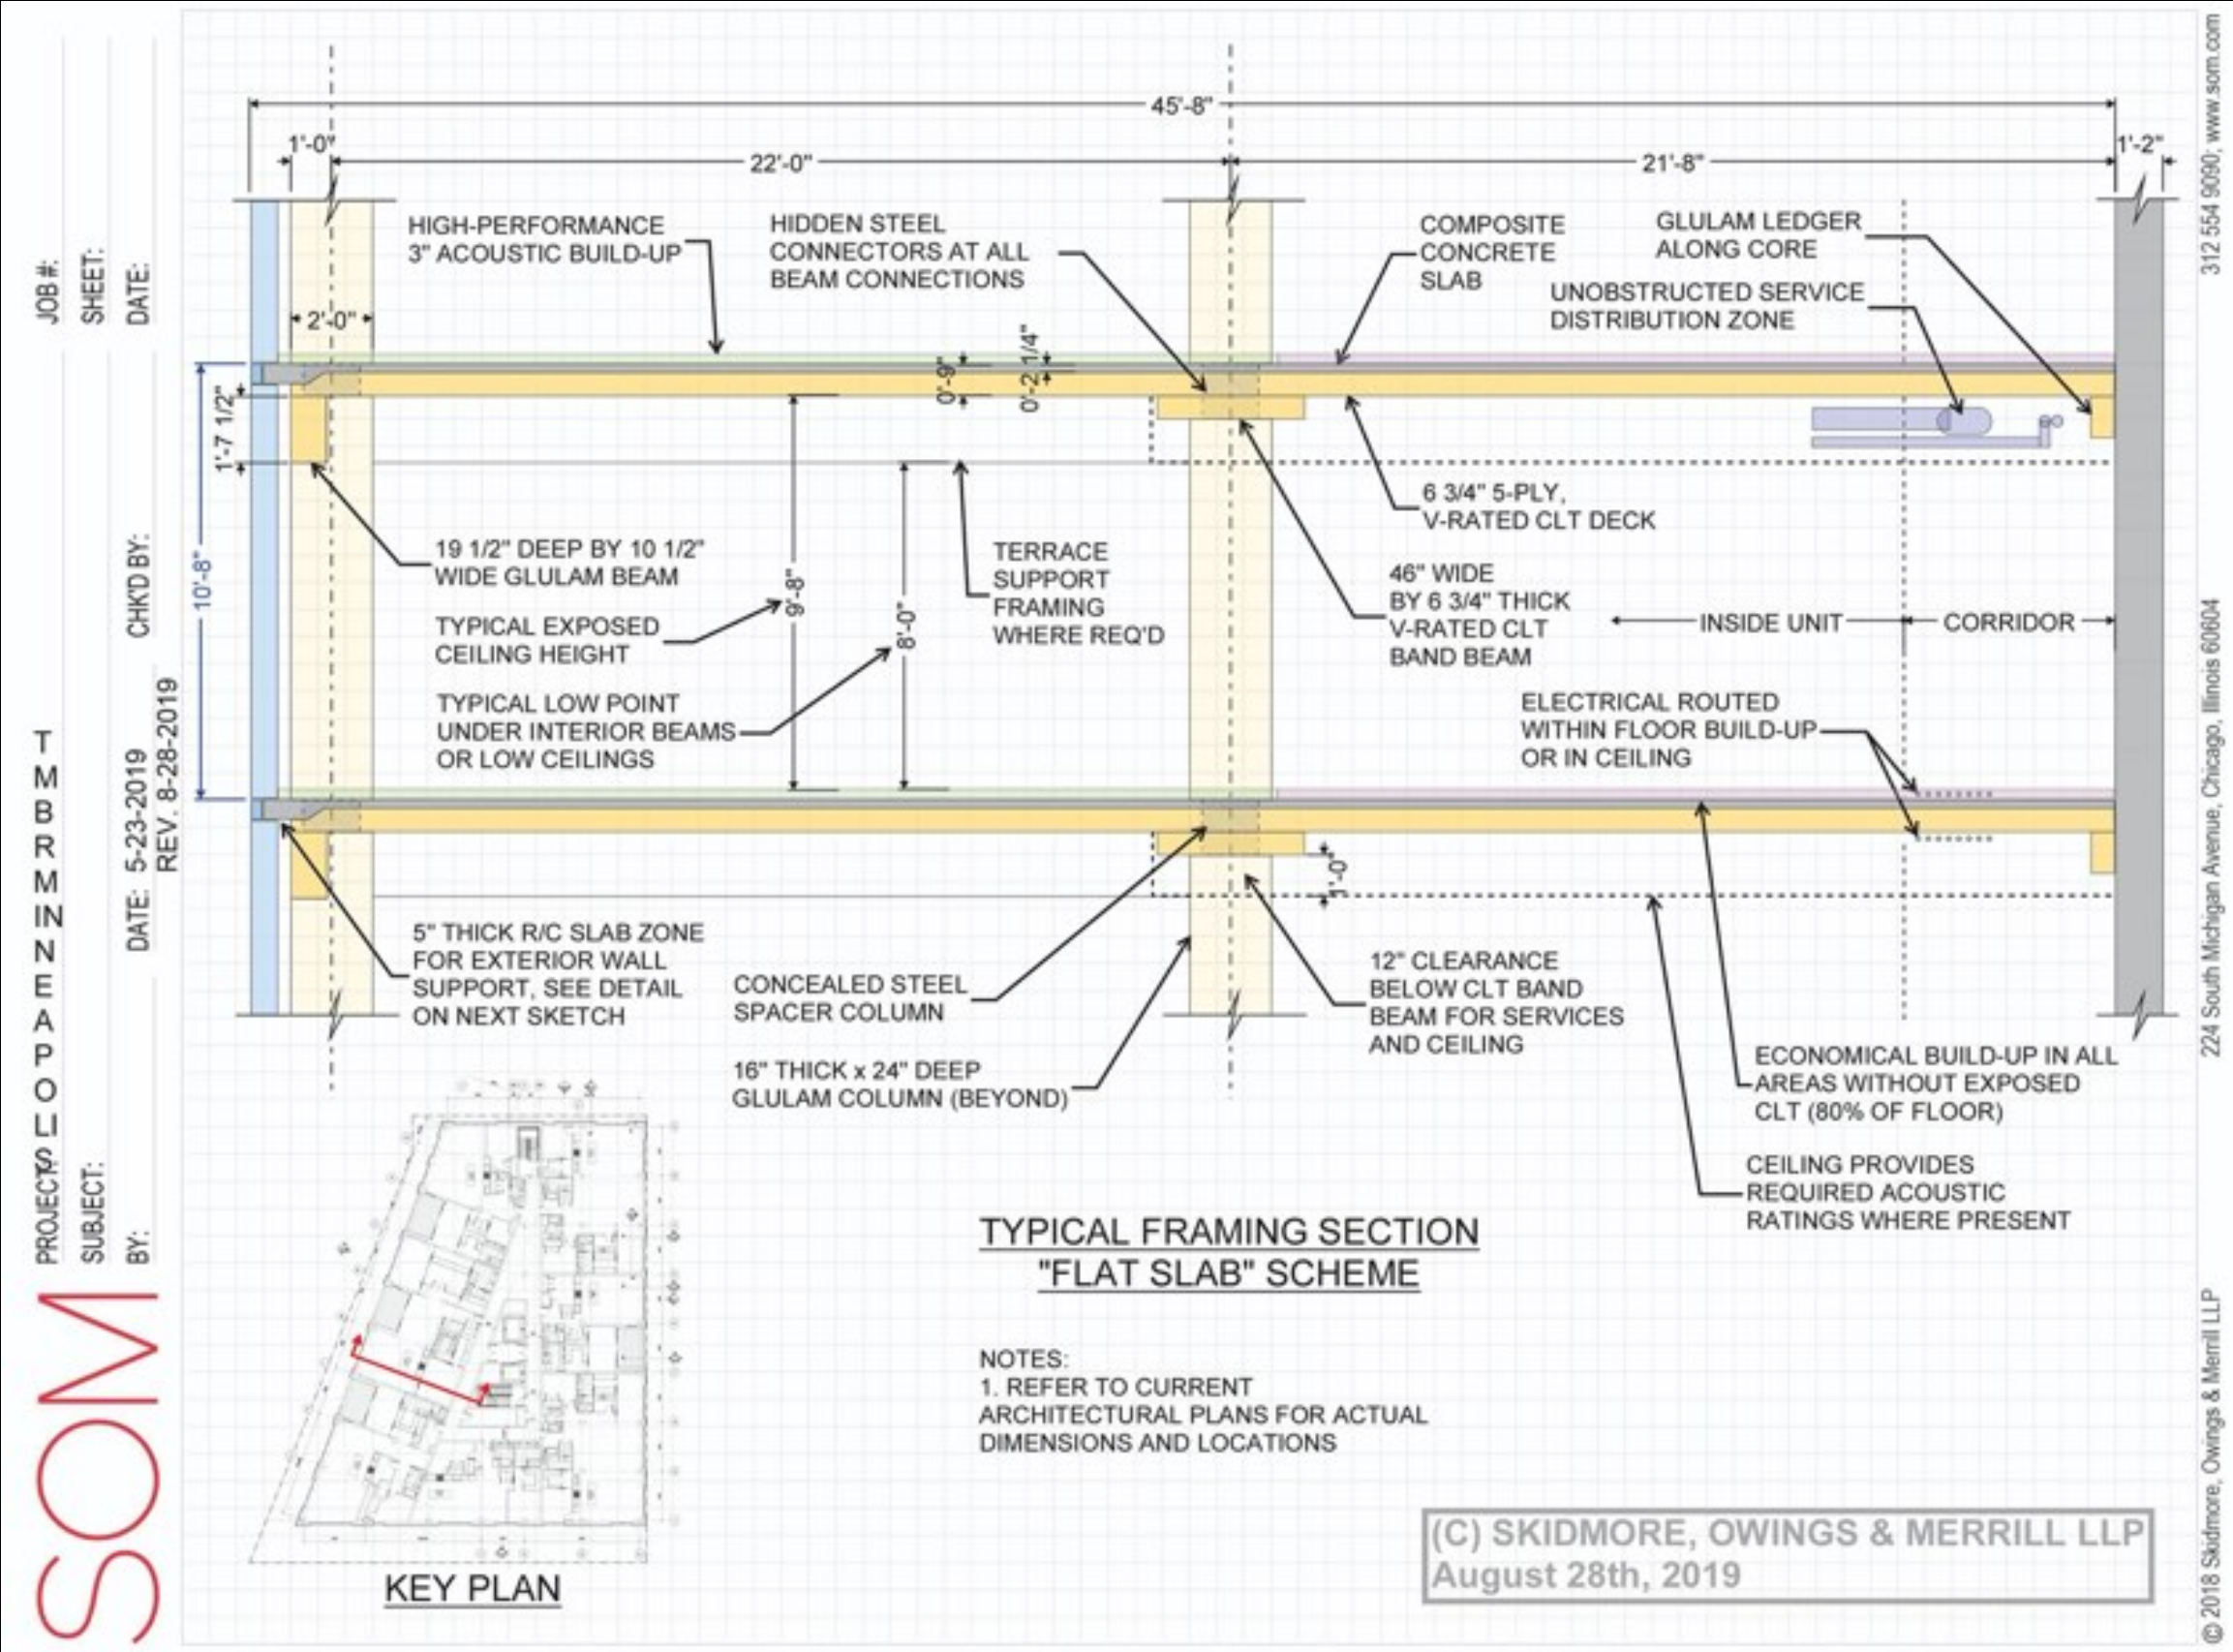 45'-8"
1'-0"
22'-0"
21'-8"
1'-2"
HIGH-PERFORMANCE
3" ACOUSTIC BUILD-UP
HIDDEN STEEL
CONNECTORS AT ALL
BEAM CONNECTIONS
COMPOSITE
CONCRETE
SLAB
GLULAM LEDGER
ALONG CORE
UNOBSTRUCTED SERVICE
DISTRIBUTION ZONE
2'-0"
0'-9"
0'-2 1/4"
1'-7 1/2"
10'-8"
19 1/2" DEEP BY 10 1/2"
WIDE GLULAM BEAM
TYPICAL EXPOSED
CEILING HEIGHT
9'-8"
8'-0"
TYPICAL LOW POINT
UNDER INTERIOR BEAMS
OR LOW CEILINGS
TERRACE
SUPPORT
FRAMING
WHERE REQ'D
6 3/4" 5-PLY,
V-RATED CLT DECK
46" WIDE
BY 6 3/4" THICK
V-RATED CLT
BAND BEAM
INSIDE UNIT
CORRIDOR
ELECTRICAL ROUTED
WITHIN FLOOR BUILD-UP
OR IN CEILING
1'-0"
5" THICK R/C SLAB ZONE
FOR EXTERIOR WALL
SUPPORT, SEE DETAIL
ON NEXT SKETCH
CONCEALED STEEL
SPACER COLUMN
16" THICK x 24" DEEP
GLULAM COLUMN (BEYOND)
12" CLEARANCE
BELOW CLT BAND
BEAM FOR SERVICES
AND CEILING
ECONOMICAL BUILD-UP IN ALL
AREAS WITHOUT EXPOSED
CLT (80% OF FLOOR)
CEILING PROVIDES
REQUIRED ACOUSTIC
RATINGS WHERE PRESENT
TYPICAL FRAMING SECTION
"FLAT SLAB" SCHEME
NOTES:
1. REFER TO CURRENT
ARCHITECTURAL PLANS FOR ACTUAL
DIMENSIONS AND LOCATIONS
KEY PLAN
(C) SKIDMORE, OWINGS & MERRILL LLP
August 28th, 2019
SOM
PROJECT:
TMBRMINNEAPOLIS
JOB #:
SUBJECT:
SHEET:
BY:
DATE: 5-23-2019
REV. 8-28-2019
CHK'D BY:
DATE:
© 2018 Skidmore, Owings & Merrill LLP
224 South Michigan Avenue, Chicago, Illinois 60604
312 554 9090; www.som.com